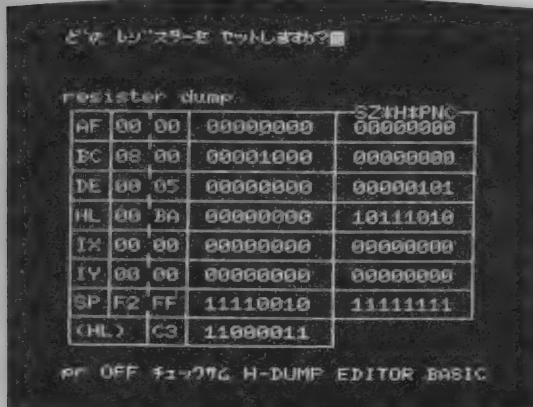 どの レジスターを セットしますか?
resister dump
SZ*H*PNC
AF 00 00 00000000 00000000
BC 08 00 00001000 00000000
DE 00 05 00000000 00000101
HL 00 BA 00000000 10111010
IX 00 00 00000000 00000000
IY 00 00 00000000 00000000
SP F2 FF 11110010 11111111
(HL) C3 11000011
pr OFF チェックサム H-DUMP EDITOR BASIC